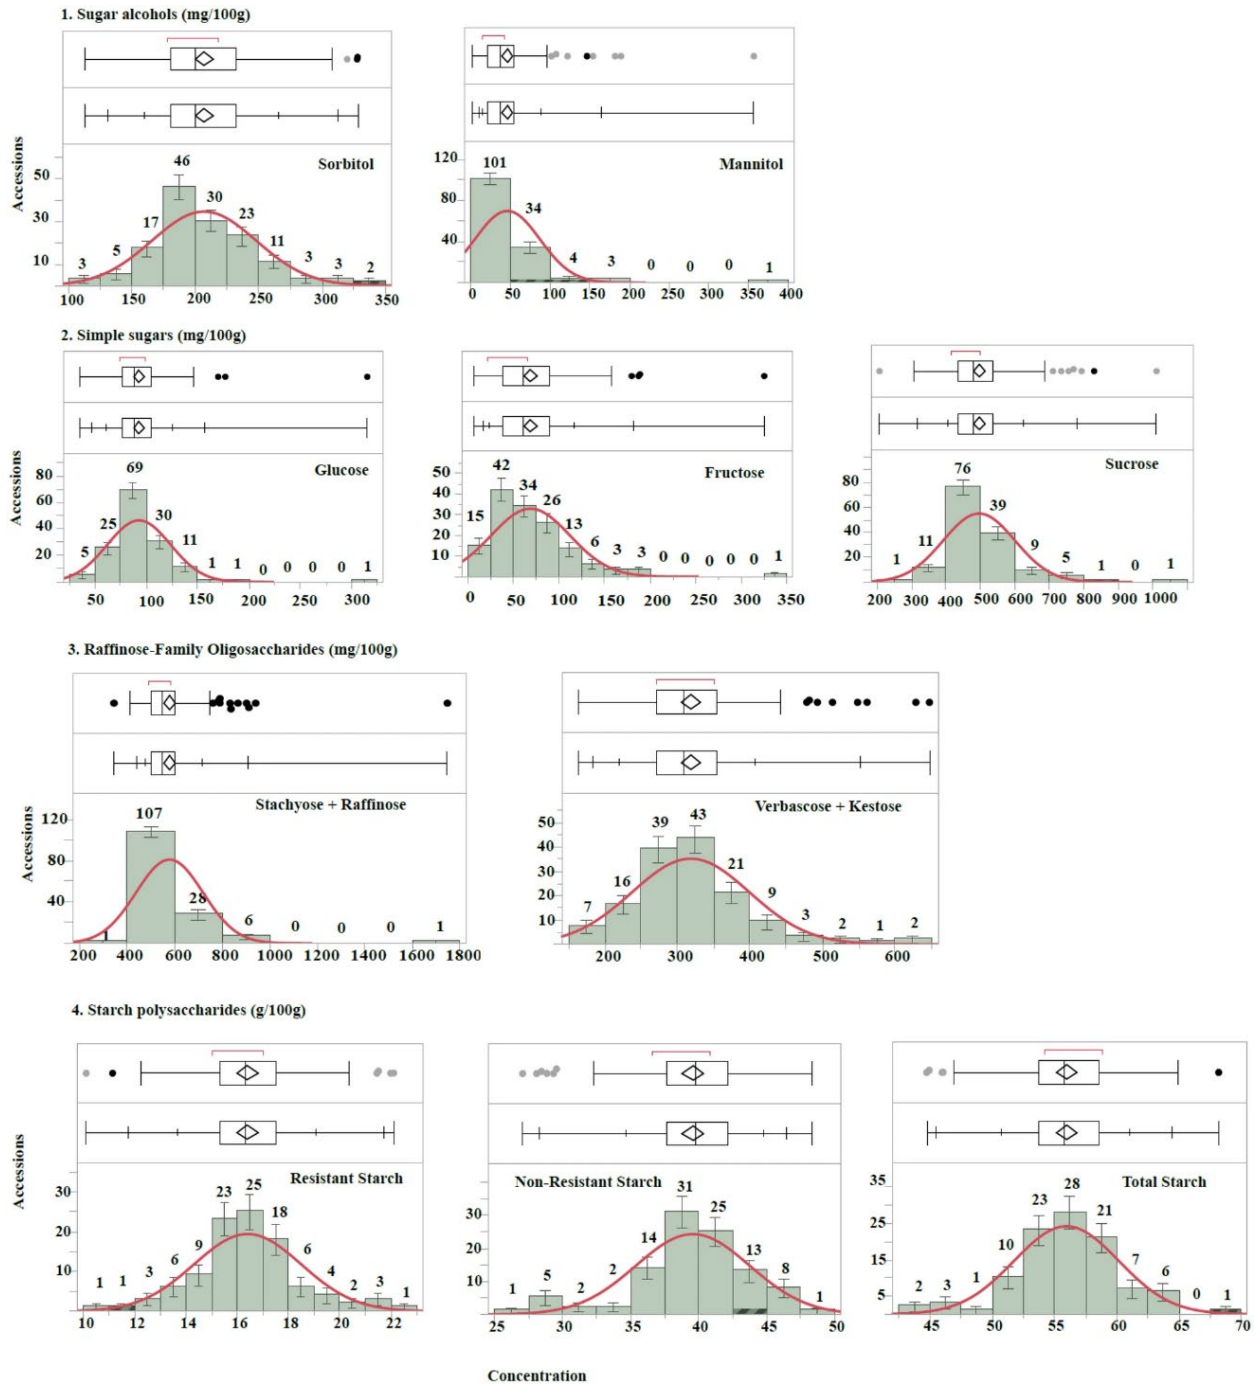 1. Sugar alcohols (mg/100g)
Accessions
Sorbitol
50
30
10
3 5 17 46 30 23 11 3 3 2
100 150 200 250 300 350
Mannitol
120
80
40
101 34 4 3 0 0 0 1
0 50 100 150 200 250 300 350 400
2. Simple sugars (mg/100g)
Accessions
Glucose
80
60
40
20
5 25 69 30 11 1 1 0 0 0 0 1
50 100 150 200 250 300
Fructose
50
40
30
20
10
15 42 34 26 13 6 3 3 0 0 0 0 1
0 50 100 150 200 250 300 350
Sucrose
80
60
40
20
1 11 76 39 9 5 1 0 1
200 300 400 500 600 700 800 900 1000
3. Raffinose-Family Oligosaccharides (mg/100g)
Accessions
Stachyose + Raffinose
120
80
40
1 107 28 6 0 0 0 1
200 400 600 800 1000 1200 1400 1600 1800
Verbascose + Kestose
50
40
30
20
10
7 16 39 43 21 9 3 2 1 2
200 300 400 500 600
4. Starch polysaccharides (g/100g)
Accessions
Resistant Starch
30
20
10
1 1 3 6 9 23 25 18 6 4 2 3 1
10 12 14 16 18 20 22
Non-Resistant Starch
30
20
10
1 5 2 2 14 31 25 13 8 1
25 30 35 40 45 50
Total Starch
35
25
15
5
2 3 1 10 23 28 21 7 6 0 1
45 50 55 60 65 70
Concentration